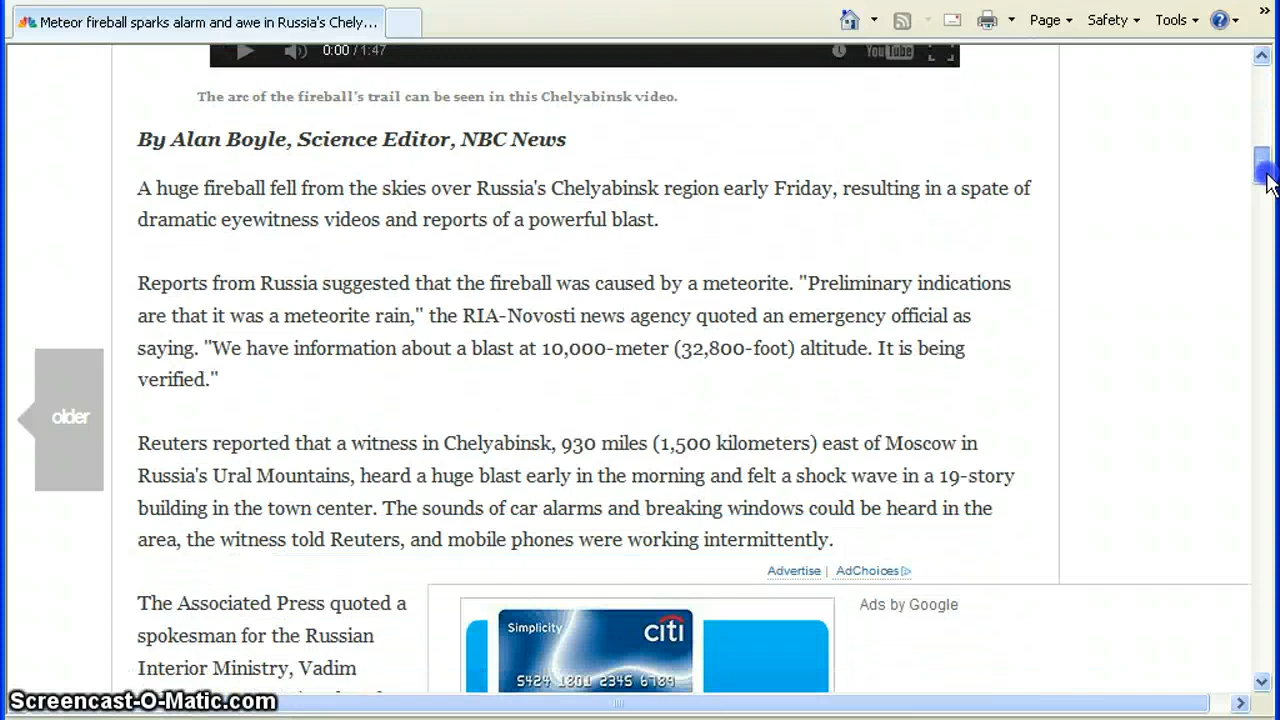 Meteor fireball sparks alarm and awe in Russia's Chely...
Page
Safety
Tools
0:00 / 1:47
YouTube
The arc of the fireball's trail can be seen in this Chelyabinsk video.
By Alan Boyle, Science Editor, NBC News
A huge fireball fell from the skies over Russia's Chelyabinsk region early Friday, resulting in a spate of
dramatic eyewitness videos and reports of a powerful blast.
Reports from Russia suggested that the fireball was caused by a meteorite. "Preliminary indications
are that it was a meteorite rain," the RIA-Novosti news agency quoted an emergency official as
saying. "We have information about a blast at 10,000-meter (32,800-foot) altitude. It is being
verified."
older
Reuters reported that a witness in Chelyabinsk, 930 miles (1,500 kilometers) east of Moscow in
Russia's Ural Mountains, heard a huge blast early in the morning and felt a shock wave in a 19-story
building in the town center. The sounds of car alarms and breaking windows could be heard in the
area, the witness told Reuters, and mobile phones were working intermittently.
Advertise | AdChoices
The Associated Press quoted a
spokesman for the Russian
Interior Ministry, Vadim
Ads by Google
Simplicity
citi
5424 1801 2345 6789
Screencast-O-Matic.com